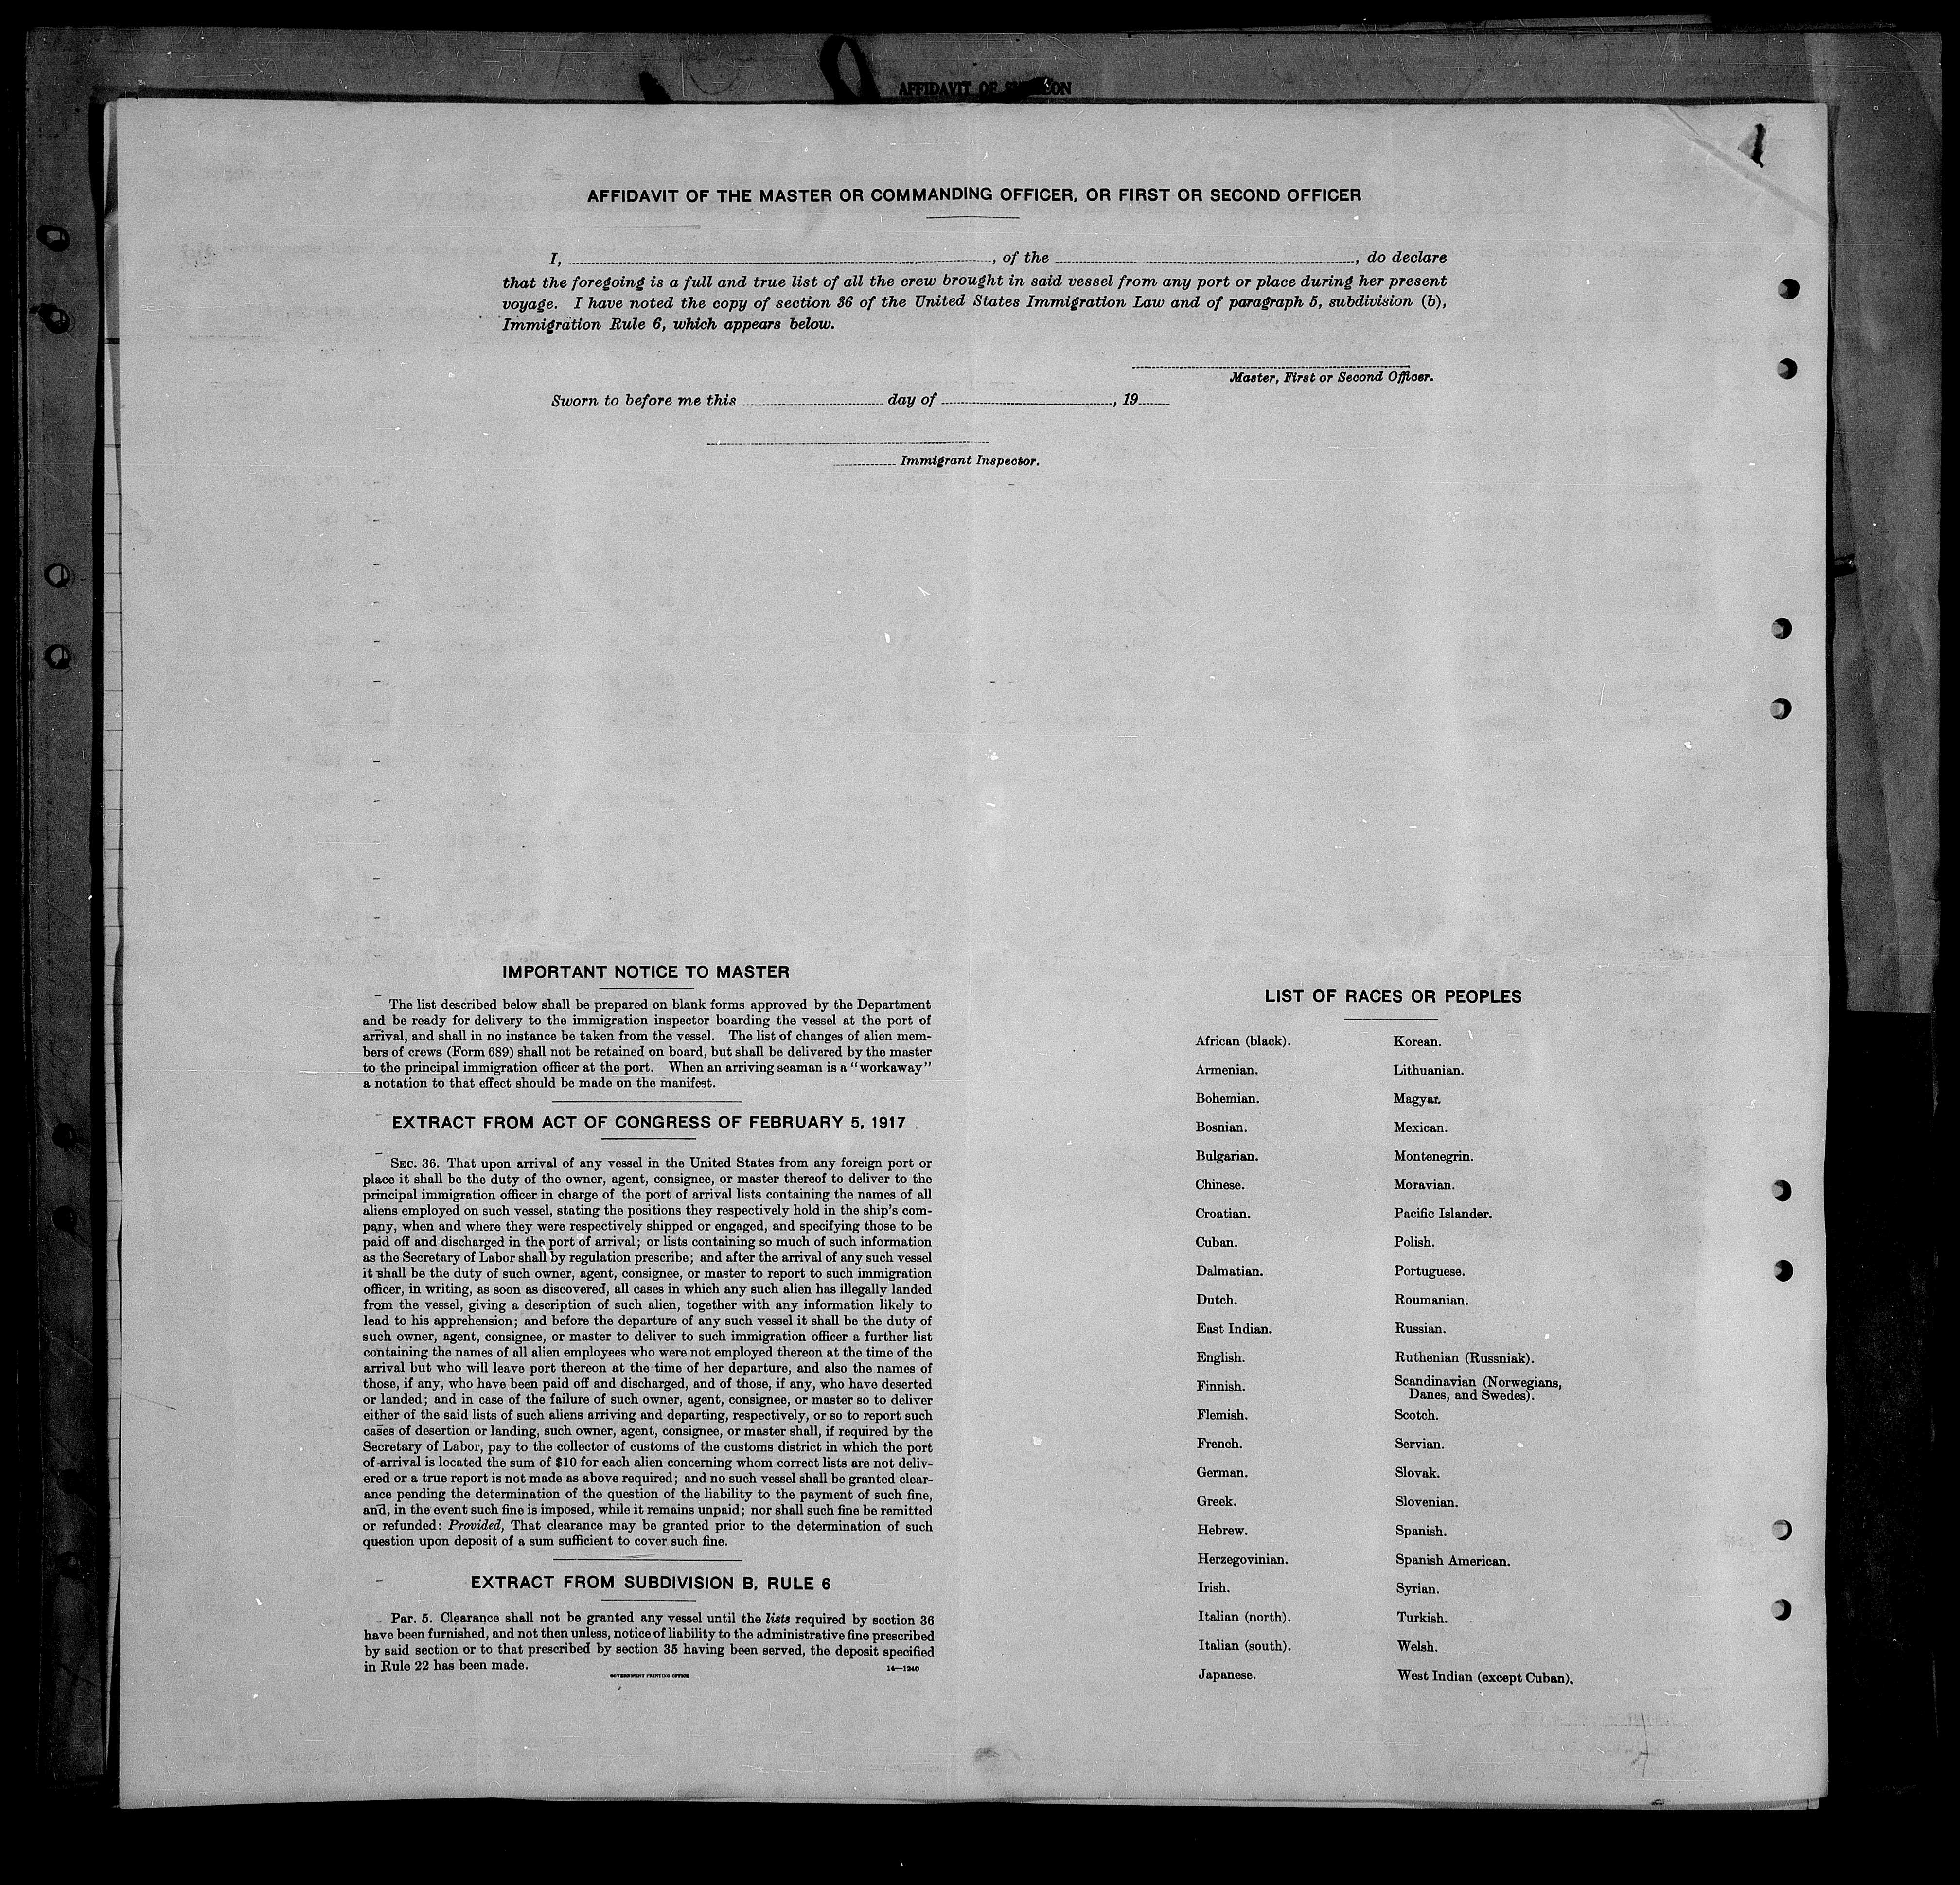 AFFIDAVIT OF
AFFIDAVIT OF THE MASTER OR COMMANDING OFFICER, OR FIRST OR SECOND OFFICER
I, , of the , do declare
that the foregoing is a full and true list of all the crew brought in said vessel from any port or place during her present
voyage. I have noted the copy of section 36 of the United States Immigration Law and of paragraph 5, subdivision (b),
Immigration Rule 6, which appears below.
Master, First or Second Officer.
Sworn to before me this day of , 19
Immigrant Inspector.
IMPORTANT NOTICE TO MASTER
The list described below shall be prepared on blank forms approved by the Department
and be ready for delivery to the immigration inspector boarding the vessel at the port of
arrival, and shall in no instance be taken from the vessel. The list of changes of alien mem-
bers of crews (Form 689) shall not be retained on board, but shall be delivered by the master
to the principal immigration officer at the port. When an arriving seaman is a "workaway"
a notation to that effect should be made on the manifest.
EXTRACT FROM ACT OF CONGRESS OF FEBRUARY 5, 1917
SEC. 36. That upon arrival of any vessel in the United States from any foreign port or
place it shall be the duty of the owner, agent, consignee, or master thereof to deliver to the
principal immigration officer in charge of the port of arrival lists containing the names of all
aliens employed on such vessel, stating the positions they respectively hold in the ship's com-
pany, when and where they were respectively shipped or engaged, and specifying those to be
paid off and discharged in the port of arrival; or lists containing so much of such information
as the Secretary of Labor shall by regulation prescribe; and after the arrival of any such vessel
it shall be the duty of such owner, agent, consignee, or master to report to such immigration
officer, in writing, as soon as discovered, all cases in which any such alien has illegally landed
from the vessel, giving a description of such alien, together with any information likely to
lead to his apprehension; and before the departure of any such vessel it shall be the duty of
such owner, agent, consignee, or master to deliver to such immigration officer a further list
containing the names of all alien employees who were not employed thereon at the time of the
arrival but who will leave port thereon at the time of her departure, and also the names of
those, if any, who have been paid off and discharged, and of those, if any, who have deserted
or landed; and in case of the failure of such owner, agent, consignee, or master so to deliver
either of the said lists of such aliens arriving and departing, respectively, or so to report such
cases of desertion or landing, such owner, agent, consignee, or master shall, if required by the
Secretary of Labor, pay to the collector of customs of the customs district in which the port
of arrival is located the sum of $10 for each alien concerning whom correct lists are not deliv-
ered or a true report is not made as above required; and no such vessel shall be granted clear-
ance pending the determination of the question of the liability to the payment of such fine,
and, in the event such fine is imposed, while it remains unpaid; nor shall such fine be remitted
or refunded: Provided, That clearance may be granted prior to the determination of such
question upon deposit of a sum sufficient to cover such fine.
EXTRACT FROM SUBDIVISION B, RULE 6
Par. 5. Clearance shall not be granted any vessel until the lists required by section 36
have been furnished, and not then unless, notice of liability to the administrative fine prescribed
by said section or to that prescribed by section 35 having been served, the deposit specified
in Rule 22 has been made.
GOVERNMENT PRINTING OFFICE 14—1240
LIST OF RACES OR PEOPLES
African (black).
Armenian.
Bohemian.
Bosnian.
Bulgarian.
Chinese.
Croatian.
Cuban.
Dalmatian.
Dutch.
East Indian.
English.
Finnish.
Flemish.
French.
German.
Greek.
Hebrew.
Herzegovinian.
Irish.
Italian (north).
Italian (south).
Japanese.
Korean.
Lithuanian.
Magyar.
Mexican.
Montenegrin.
Moravian.
Pacific Islander.
Polish.
Portuguese.
Roumanian.
Russian.
Ruthenian (Russniak).
Scandinavian (Norwegians,
Danes, and Swedes).
Scotch.
Servian.
Slovak.
Slovenian.
Spanish.
Spanish American.
Syrian.
Turkish.
Welsh.
West Indian (except Cuban).